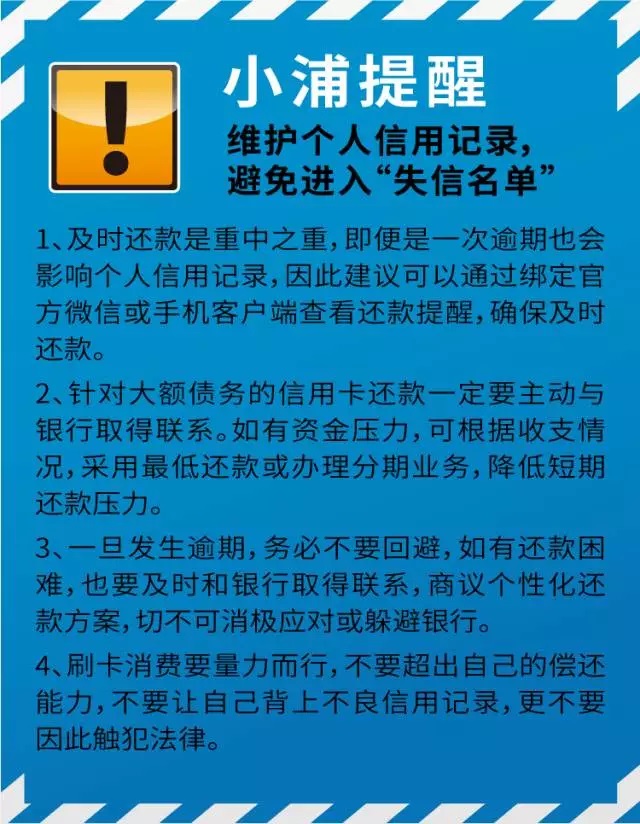 小浦提醒
维护个人信用记录，
避免进入“失信名单”
1、及时还款是重中之重，即便是一次逾期也会
影响个人信用记录，因此建议可以通过绑定官
方微信或手机客户端查看还款提醒，确保及时
还款。
2、针对大额债务的信用卡还款一定要主动与
银行取得联系。如有资金压力，可根据收支情
况，采用最低还款或办理分期业务，降低短期
还款压力。
3、一旦发生逾期，务必不要回避，如有还款困
难，也要及时和银行取得联系，商议个性化还
款方案，切不可消极应对或躲避银行。
4、刷卡消费要量力而行，不要超出自己的偿还
能力，不要让自己背上不良信用记录，更不要
因此触犯法律。